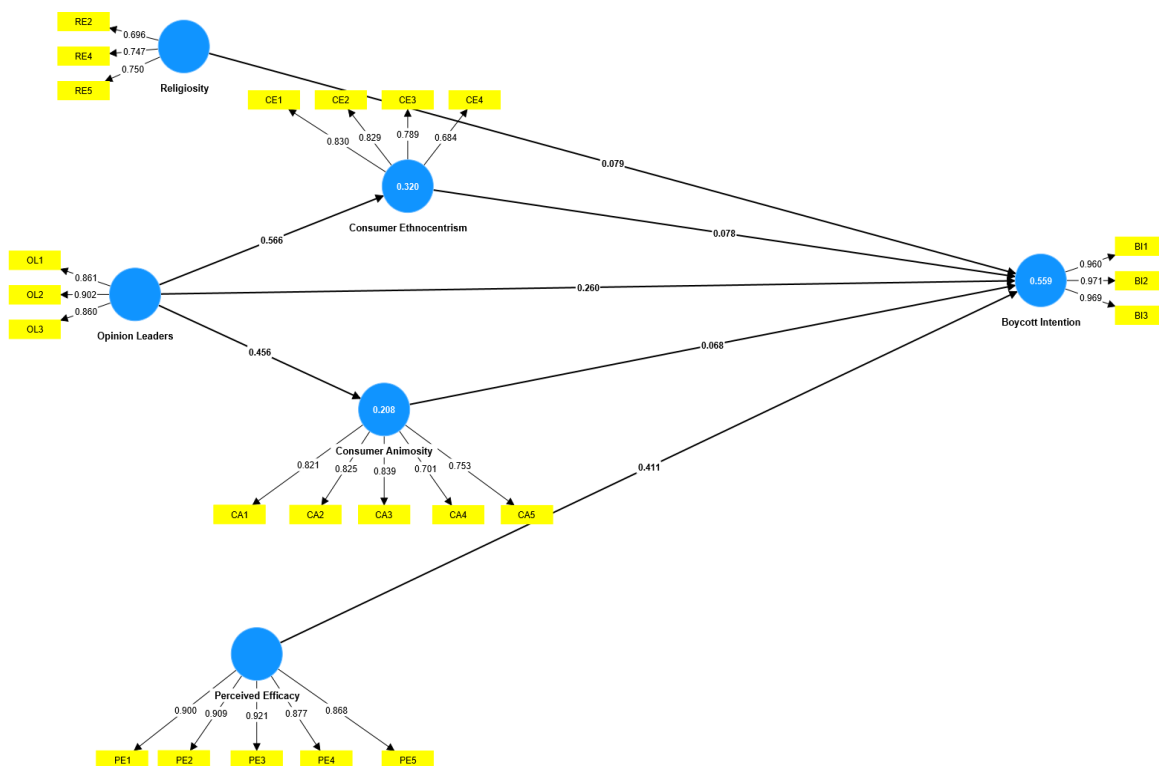 RE2
0.696
RE4
0.747
RE5
0.750
Religiosity
CE1
CE2
CE3
CE4
0.830
0.829
0.789
0.684
0.320
Consumer Ethnocentrism
0.079
0.566
0.078
OL1
0.861
OL2
0.902
OL3
0.860
Opinion Leaders
0.260
0.559
Boycott Intention
0.960
BI1
0.971
BI2
0.969
BI3
0.456
0.068
0.208
Consumer Animosity
0.821
0.825
0.839
0.701
0.753
CA1
CA2
CA3
CA4
CA5
0.411
Perceived Efficacy
0.900
0.909
0.921
0.877
0.868
PE1
PE2
PE3
PE4
PE5